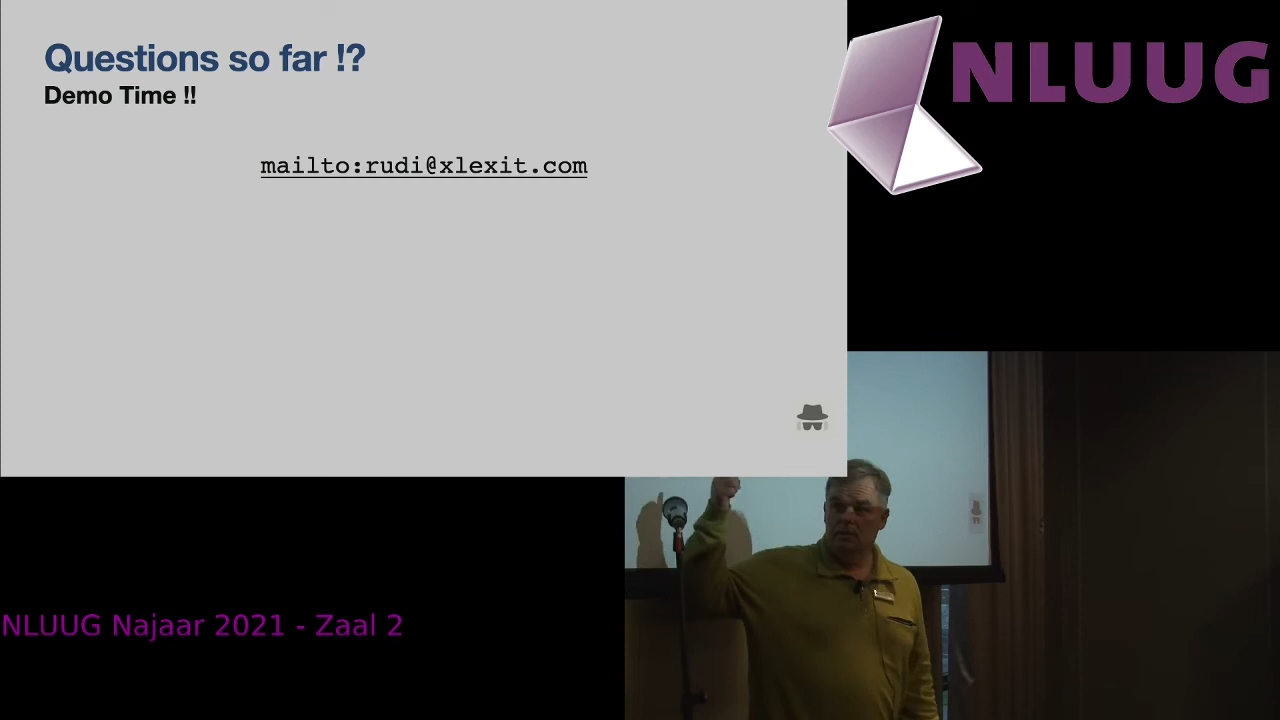 Questions so far !?
Demo Time !!
mailto:rudi@xlexit.com
NLUUG
NLUUG Najaar 2021 - Zaal 2